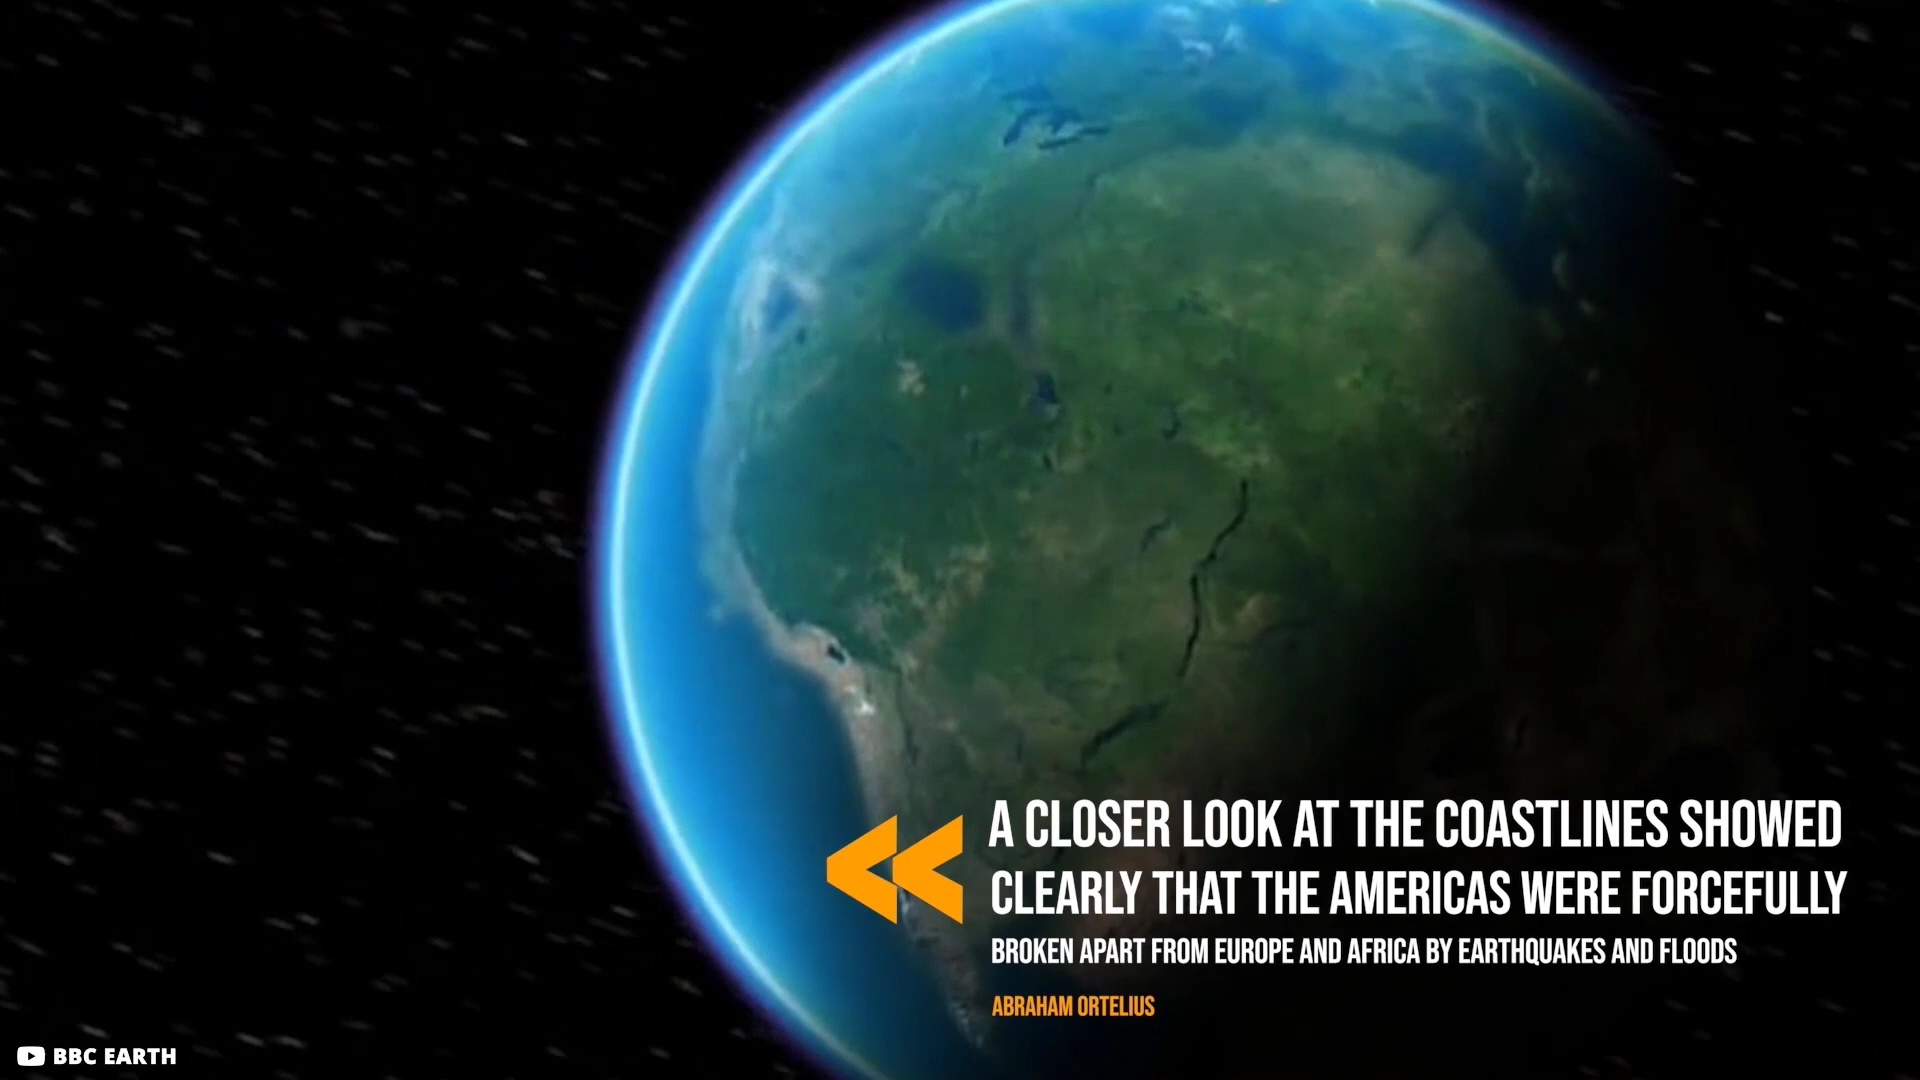 A CLOSER LOOK AT THE COASTLINES SHOWED
CLEARLY THAT THE AMERICAS WERE FORCEFULLY
BROKEN APART FROM EUROPE AND AFRICA BY EARTHQUAKES AND FLOODS
ABRAHAM ORTELIUS
BBC EARTH